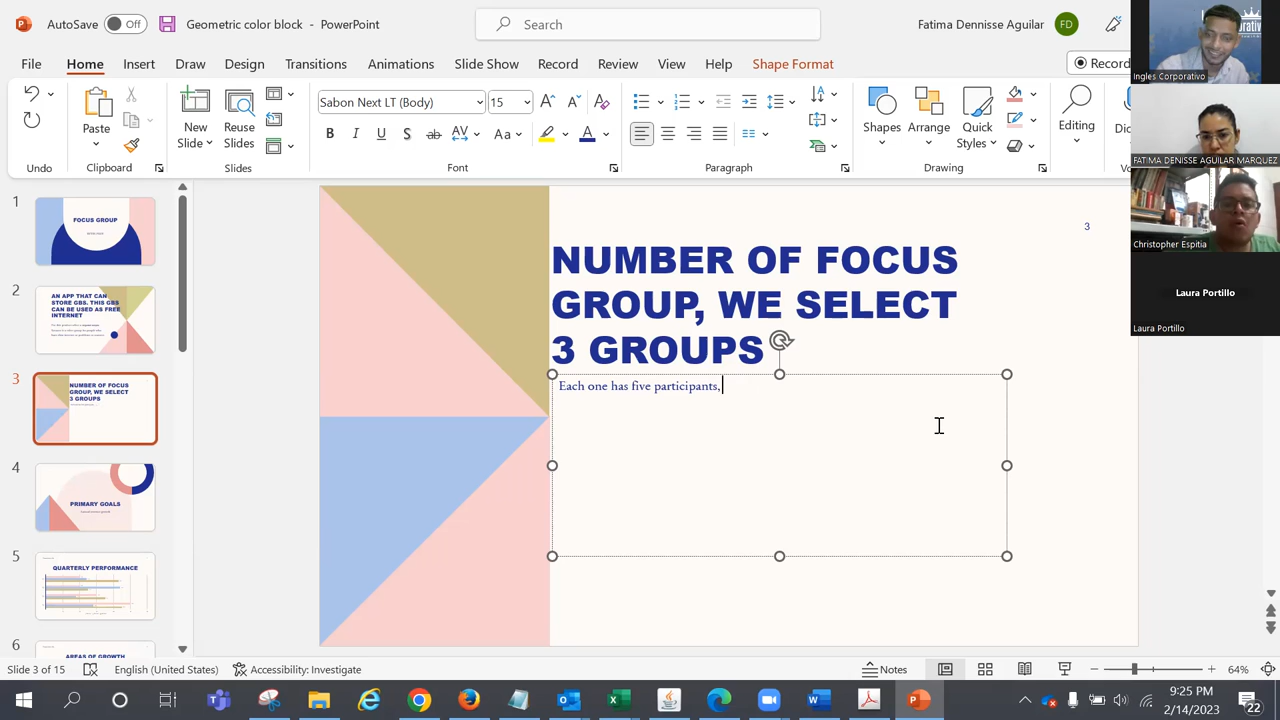 AutoSave Off Geometric color block - PowerPoint Search Fatima Dennisse Aguilar FD
File Home Insert Draw Design Transitions Animations Slide Show Record Review View Help Shape Format Record
Sabon Next LT (Body) 15
Paste New Slide Reuse Slides Shapes Arrange Quick Styles Editing
Undo Clipboard Slides Font Paragraph Drawing
Ingles Corporativo
FATIMA DENISSE AGUILAR MARQUEZ
Christopher Espitia
Laura Portillo
Laura Portillo
1
FOCUS GROUP
2
AN APP THAT CAN
STORE GBS. THIS GBS
CAN BE USED AS FREE
INTERNET
3
NUMBER OF FOCUS
GROUP, WE SELECT
3 GROUPS
4
PRIMARY GOALS
5
QUARTERLY PERFORMANCE
6
AREAS OF GROWTH
3
NUMBER OF FOCUS
GROUP, WE SELECT
3 GROUPS
Each one has five participants,
Slide 3 of 15 English (United States) Accessibility: Investigate Notes 64%
9:25 PM
2/14/2023
22